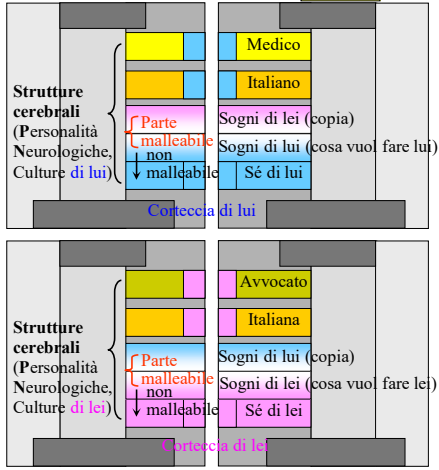 Medico
Italiano
Strutture
cerebrali
(Personalità
Neurologiche,
Culture di lui)
Parte
malleabile
non
malleabile
Sogni di lei (copia)
Sogni di lui (cosa vuol fare lui)
Sé di lui
Corteccia di lui
Avvocato
Italiana
Strutture
cerebrali
(Personalità
Neurologiche,
Culture di lei)
Parte
malleabile
non
malleabile
Sogni di lui (copia)
Sogni di lei (cosa vuol fare lei)
Sé di lei
Corteccia di lei